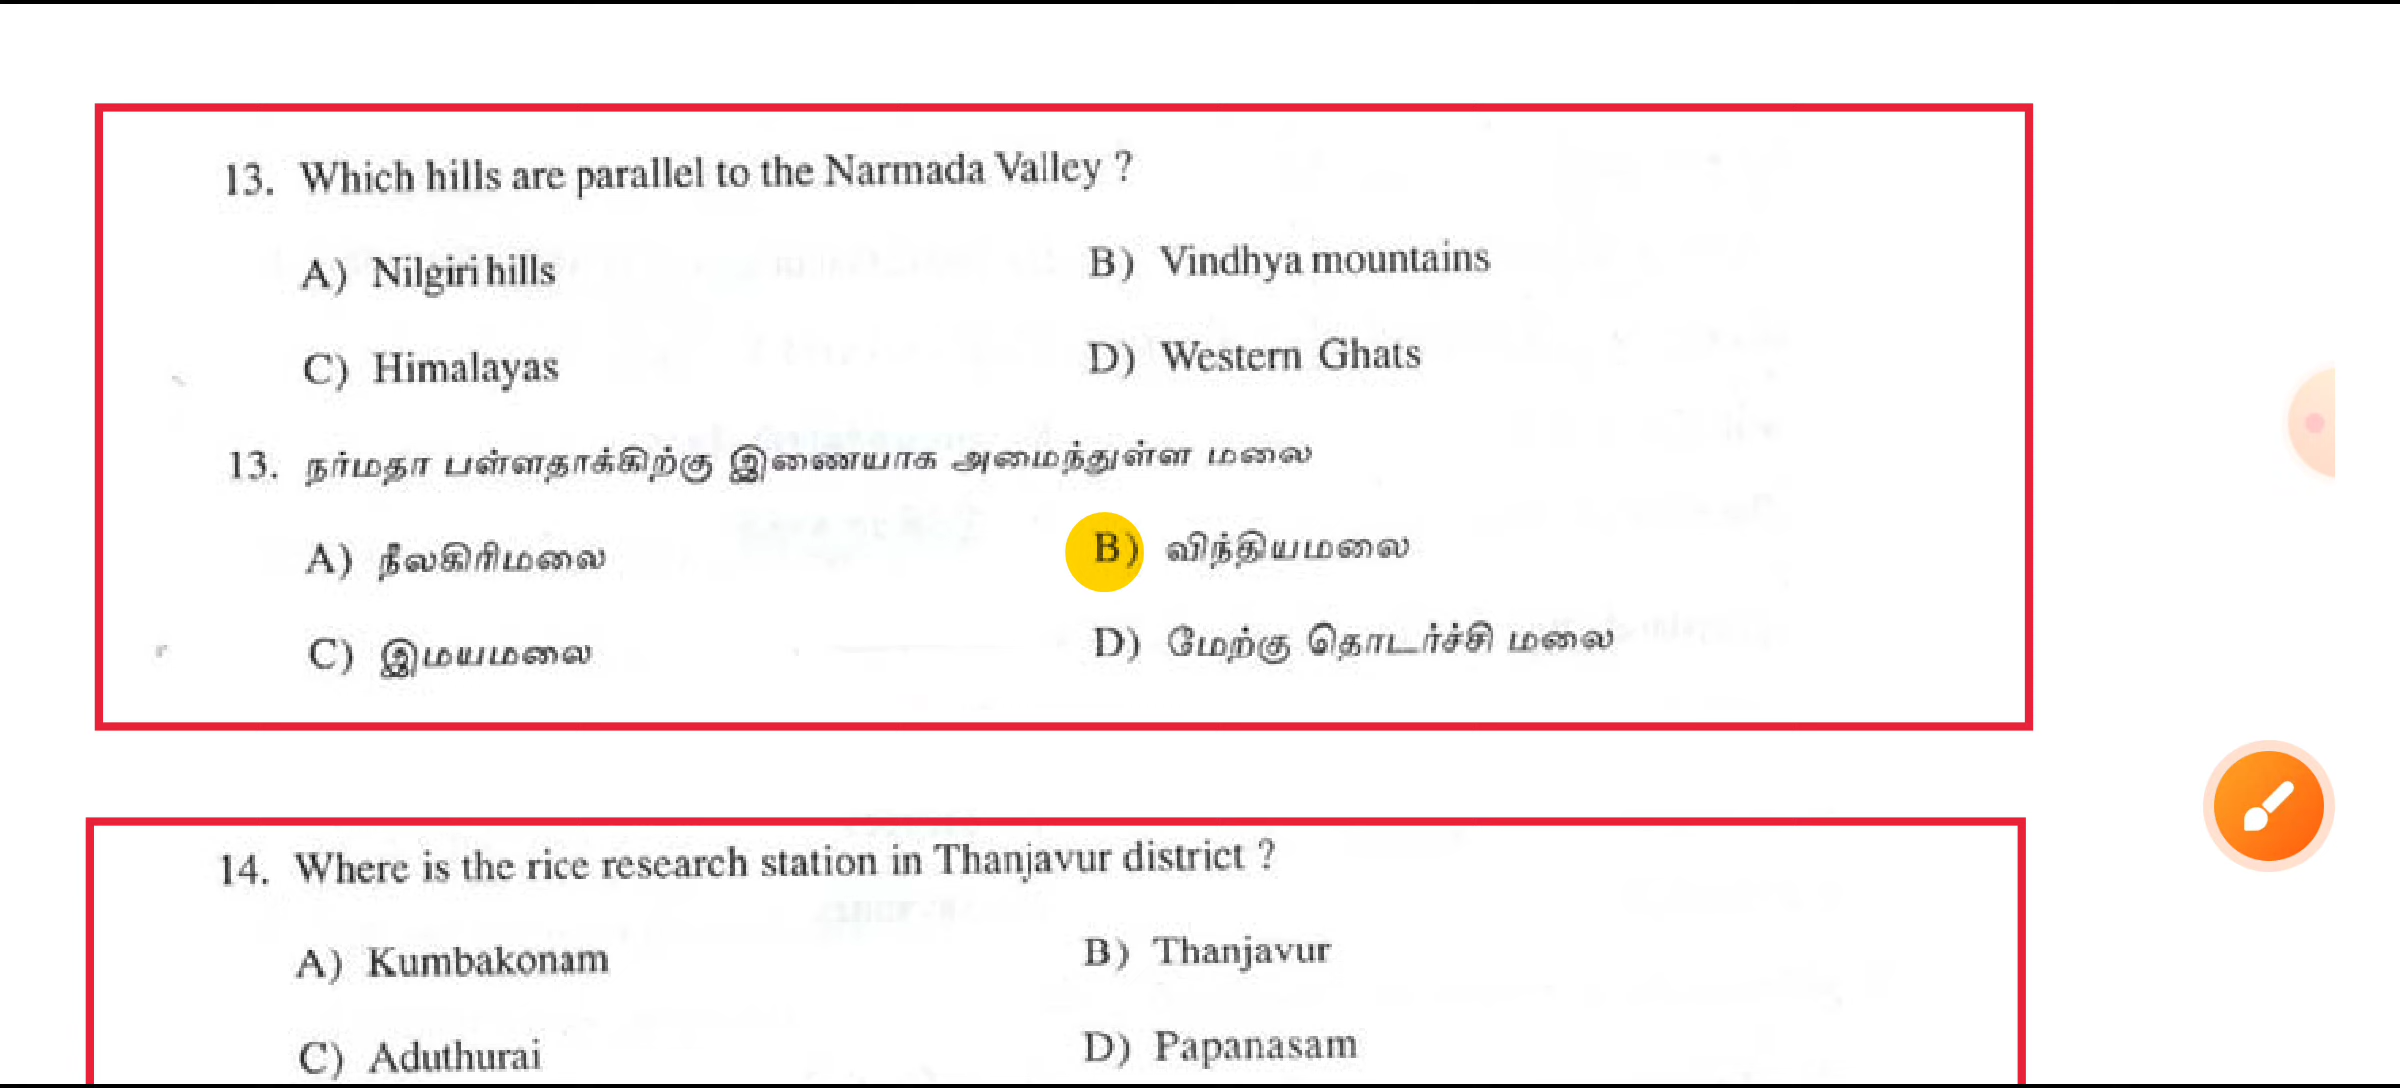 13. Which hills are parallel to the Narmada Valley ?
A) Nilgiri hills B) Vindhya mountains
C) Himalayas D) Western Ghats
13. நர்மதா பள்ளதாக்கிற்கு இணையாக அமைந்துள்ள மலை
A) நீலகிரிமலை B) விந்தியமலை
C) இமயமலை D) மேற்கு தொடர்ச்சி மலை
14. Where is the rice research station in Thanjavur district ?
A) Kumbakonam B) Thanjavur
C) Aduthurai D) Papanasam